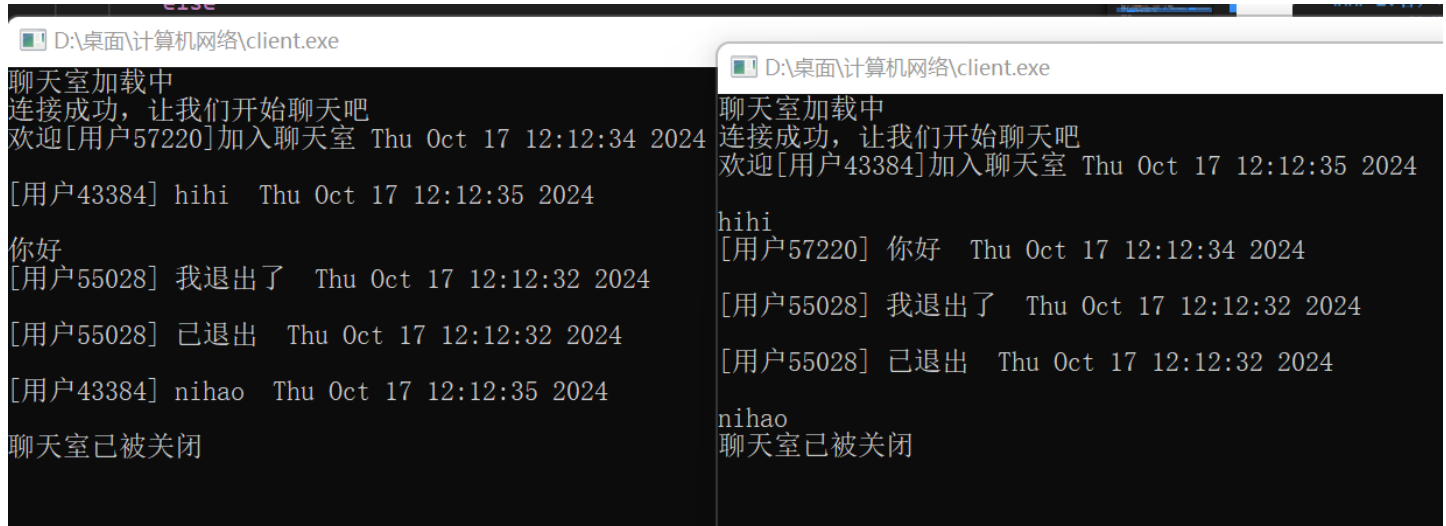 else
D:\桌面\计算机网络\client.exe
聊天室加载中
连接成功，让我们开始聊天吧
欢迎[用户57220]加入聊天室 Thu Oct 17 12:12:34 2024
[用户43384] hihi  Thu Oct 17 12:12:35 2024
你好
[用户55028] 我退出了  Thu Oct 17 12:12:32 2024
[用户55028] 已退出  Thu Oct 17 12:12:32 2024
[用户43384] nihao  Thu Oct 17 12:12:35 2024
聊天室已被关闭
D:\桌面\计算机网络\client.exe
聊天室加载中
连接成功，让我们开始聊天吧
欢迎[用户43384]加入聊天室 Thu Oct 17 12:12:35 2024
hihi
[用户57220] 你好  Thu Oct 17 12:12:34 2024
[用户55028] 我退出了  Thu Oct 17 12:12:32 2024
[用户55028] 已退出  Thu Oct 17 12:12:32 2024
nihao
聊天室已被关闭